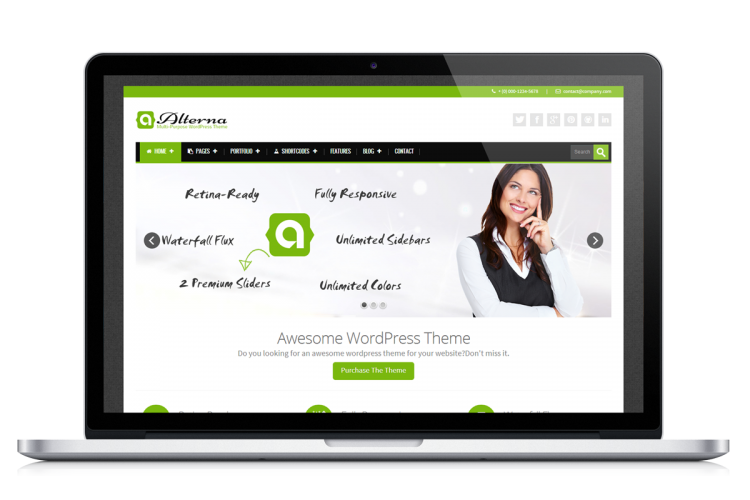 + (0) 000-1234-5678 | contact@company.com
a Alterna
Multi-Purpose WordPress Theme
HOME + PAGES + PORTFOLIO + SHORTCODES + FEATURES BLOG + CONTACT Search
Retina-Ready Fully Responsive
Waterfall Flux a Unlimited Sidebars
2 Premium Sliders Unlimited Colors
Awesome WordPress Theme
Do you looking for an awesome wordpress theme for your website?Don't miss it.
Purchase The Theme